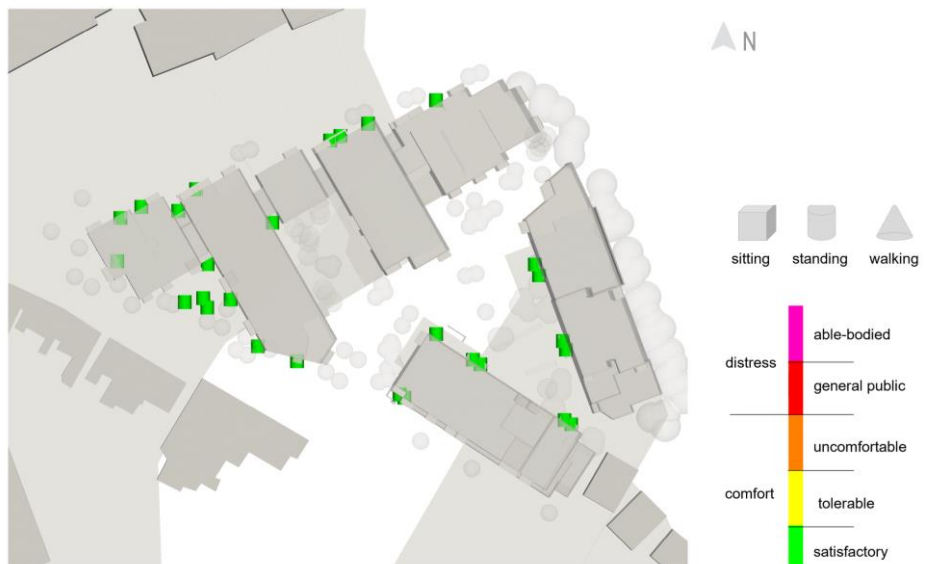 N
sitting standing walking
able-bodied
distress
general public
uncomfortable
comfort
tolerable
satisfactory